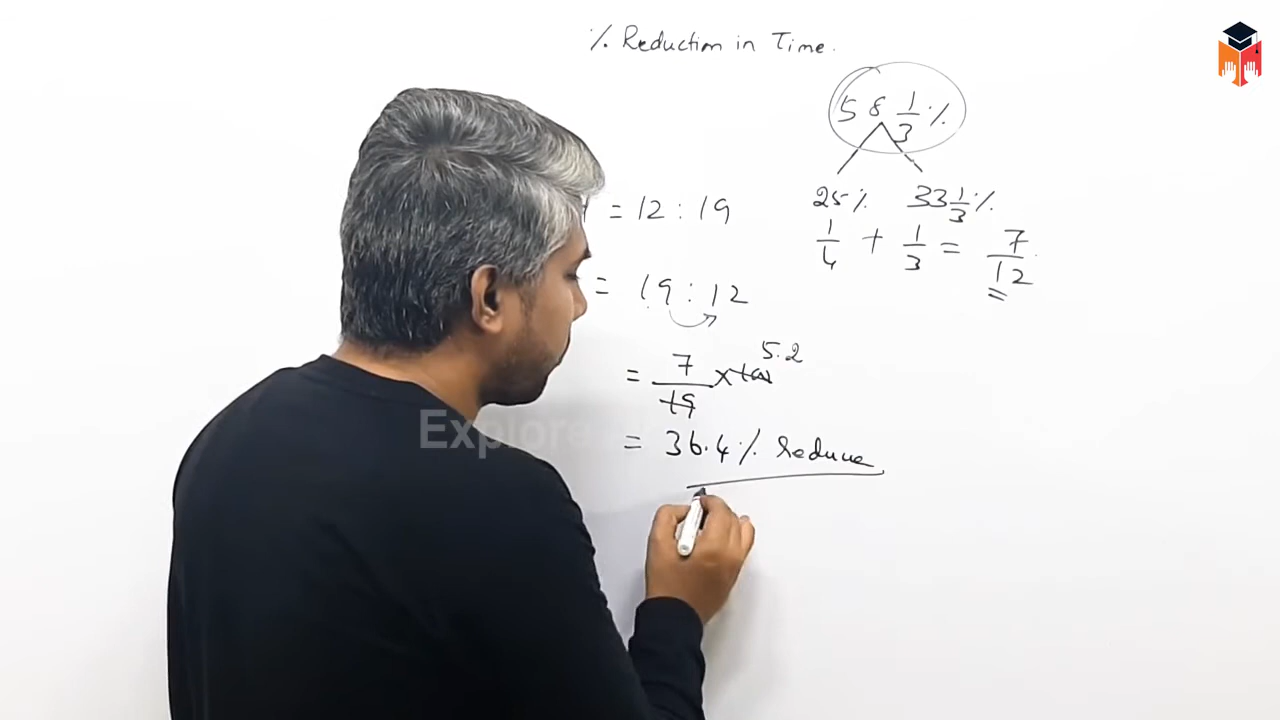 % Reduction in Time.
58 1/3 %
25% 33 1/3 %
1/4 + 1/3 = 7/12
= 12 : 19
= 19 : 12
5.2
= 7/19 × 100
= 36.4% reduce
Explore